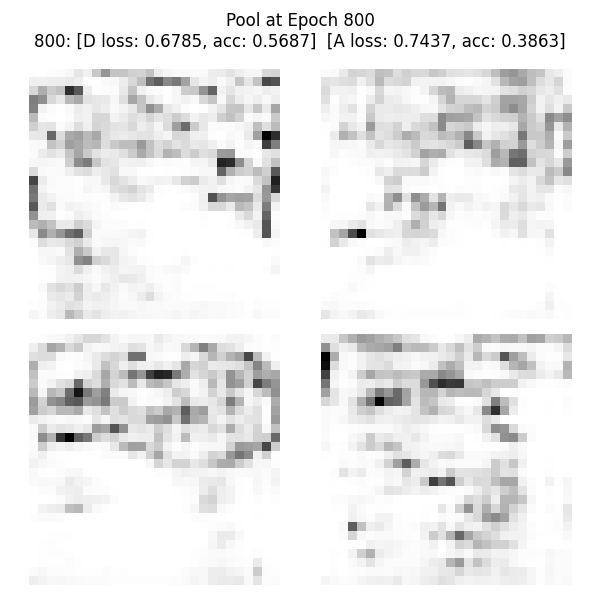 Pool at Epoch 800
800: [D loss: 0.6785, acc: 0.5687]  [A loss: 0.7437, acc: 0.3863]